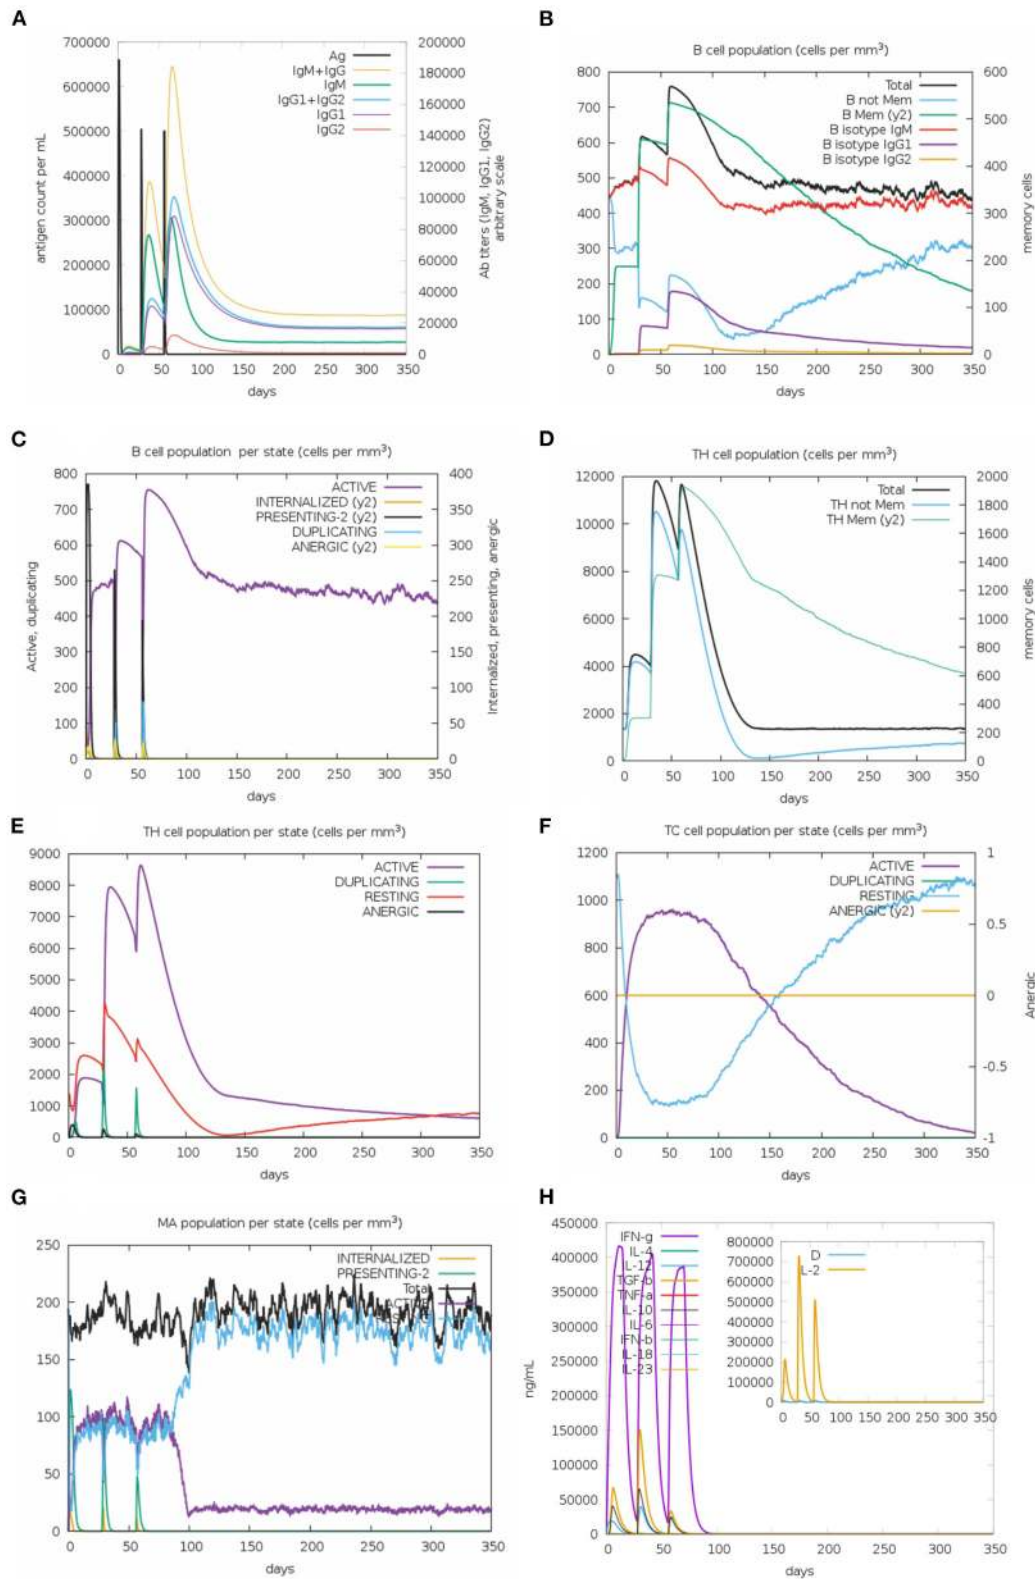 A
700000
600000
500000
400000
300000
200000
100000
0
antigen count per mL
Ag
IgM+IgG
IgM
IgG1+IgG2
IgG1
IgG2
200000
180000
160000
140000
120000
100000
80000
60000
40000
20000
0
Ab titers (IgM, IgG1, IgG2)
arbitrary scale
0 50 100 150 200 250 300 350
days
B
B cell population (cells per mm3)
800
700
600
500
400
300
200
100
0
Total
B not Mem
B Mem (y2)
B isotype IgM
B isotype IgG1
B isotype IgG2
600
500
400
300
200
100
0
memory cells
0 50 100 150 200 250 300 350
days
C
B cell population per state (cells per mm3)
800
700
600
500
400
300
200
100
0
Active, duplicating
ACTIVE
INTERNALIZED (y2)
PRESENTING-2 (y2)
DUPLICATING
ANERGIC (y2)
400
350
300
250
200
150
100
50
0
Internalized, presenting, anergic
0 50 100 150 200 250 300 350
days
D
TH cell population (cells per mm3)
12000
10000
8000
6000
4000
2000
0
Total
TH not Mem
TH Mem (y2)
2000
1800
1600
1400
1200
1000
800
600
400
200
0
memory cells
0 50 100 150 200 250 300 350
days
E
TH cell population per state (cells per mm3)
9000
8000
7000
6000
5000
4000
3000
2000
1000
0
ACTIVE
DUPLICATING
RESTING
ANERGIC
0 50 100 150 200 250 300 350
days
F
TC cell population per state (cells per mm3)
1200
1000
800
600
400
200
0
ACTIVE
DUPLICATING
RESTING
ANERGIC (y2)
1
0.5
0
-0.5
-1
Anergic
0 50 100 150 200 250 300 350
days
G
MA population per state (cells per mm3)
250
200
150
100
50
0
INTERNALIZED
PRESENTING-2
Total
0 50 100 150 200 250 300 350
days
H
450000
400000
350000
300000
250000
200000
150000
100000
50000
0
ng/mL
IFN-g
IL-4
IL-12
TGF-b
TNF-a
IL-10
IL-6
IFN-b
IL-18
IL-23
800000
700000
600000
500000
400000
300000
200000
100000
0
D
IL-2
0 50 100 150 200 250 300 350
0 50 100 150 200 250 300 350
days